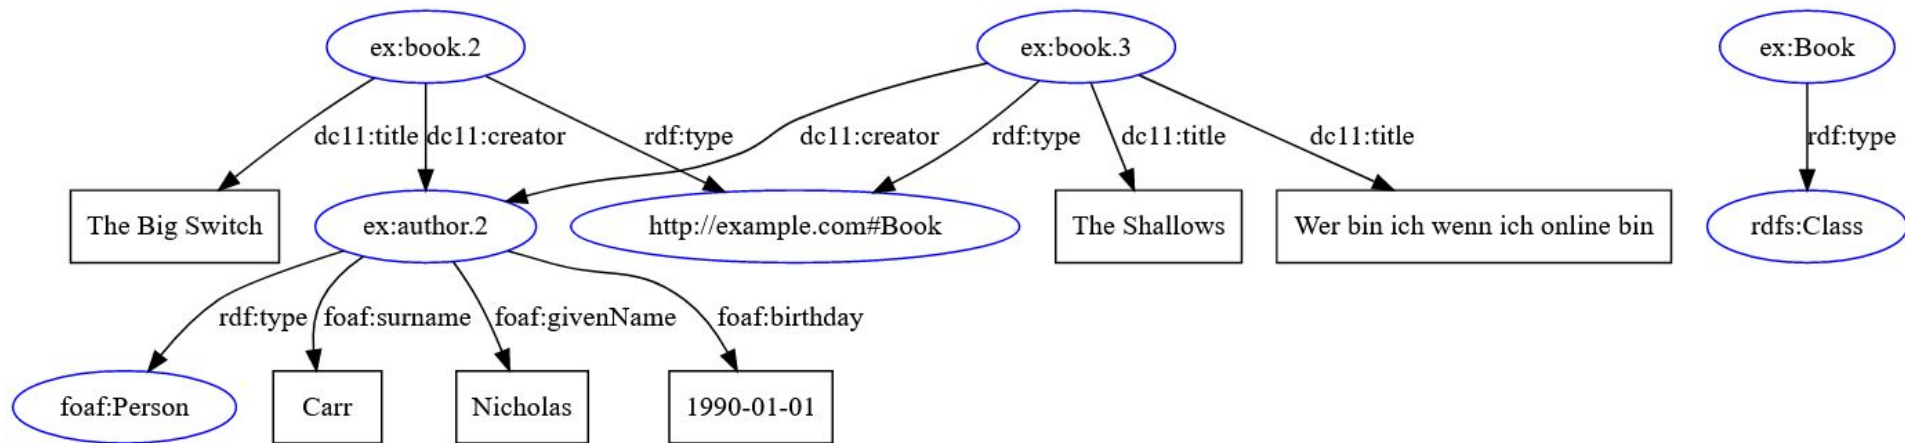 ex:book.2
ex:book.3
ex:Book
dc11:title
dc11:creator
rdf:type
dc11:creator
rdf:type
dc11:title
dc11:title
rdf:type
The Big Switch
ex:author.2
http://example.com#Book
The Shallows
Wer bin ich wenn ich online bin
rdfs:Class
rdf:type
foaf:surname
foaf:givenName
foaf:birthday
foaf:Person
Carr
Nicholas
1990-01-01